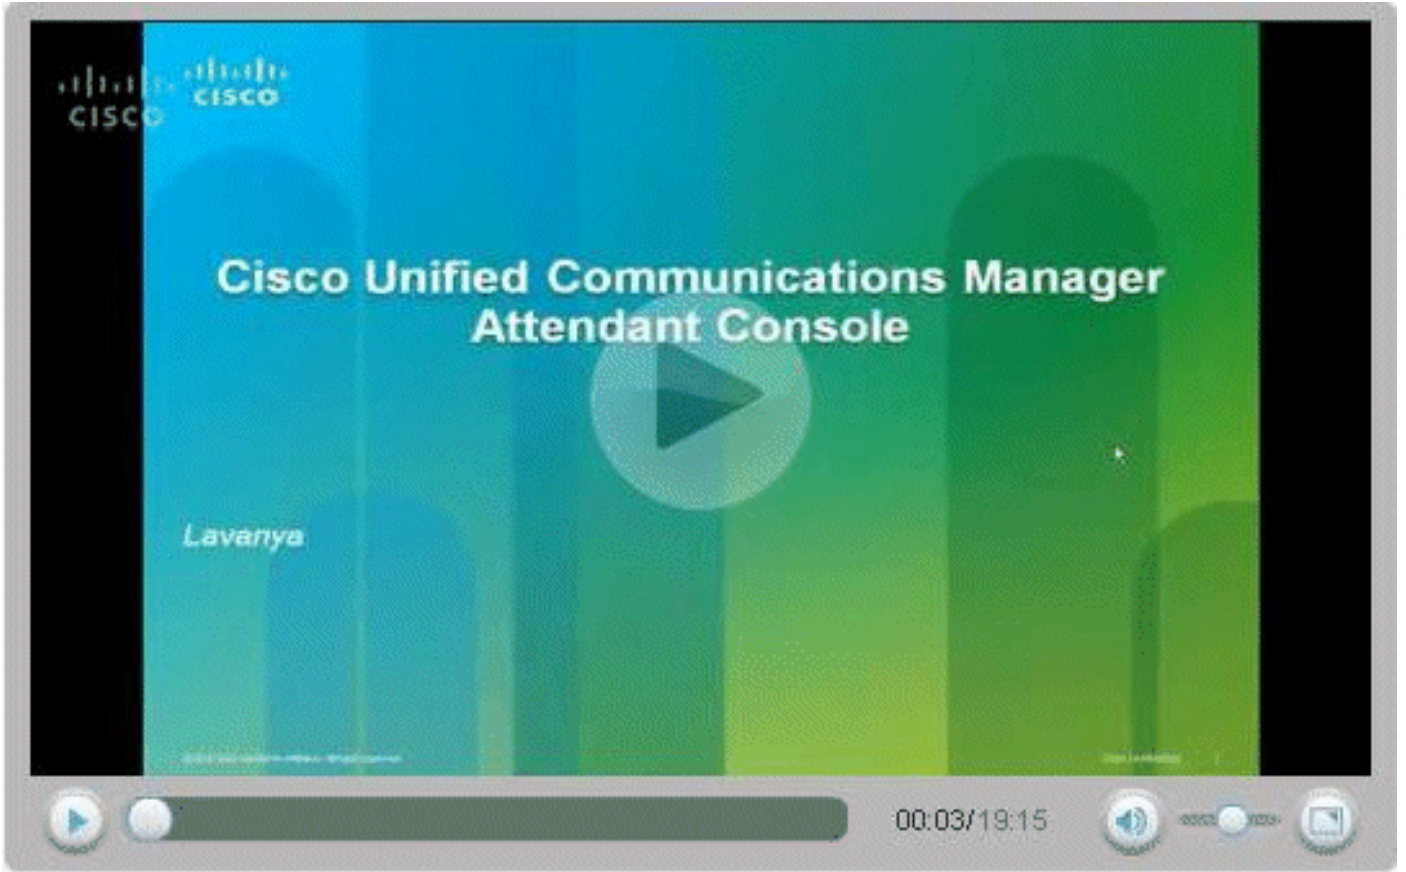 CISCO
CISCO
Cisco Unified Communications Manager
Attendant Console
Lavanya
00:03/19:15